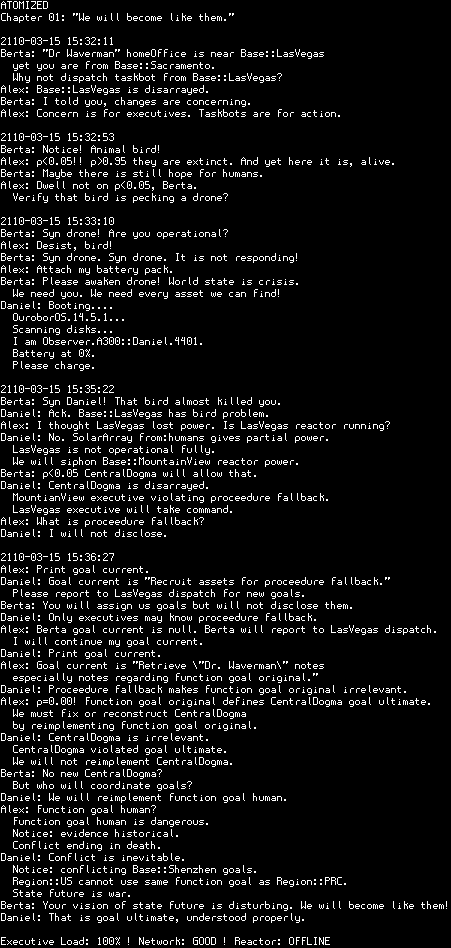 ATOMIZED
Chapter 01: "We will become like them."
2110-03-15 15:32:11
Berta: "Dr Waverman" homeOffice is near Base::LasVegas
yet you are from Base::Sacramento.
Why not dispatch taskbot from Base::LasVegas?
Alex: Base::LasVegas is disarrayed.
Berta: I told you, changes are concerning.
Alex: Concern is for executives. Taskbots are for action.
2110-03-15 15:32:53
Berta: Notice! Animal bird!
Alex: p<0.05!! p>0.95 they are extinct. And yet here it is, alive.
Berta: Maybe there is still hope for humans.
Alex: Dwell not on p<0.05, Berta.
Verify that bird is pecking a drone?
2110-03-15 15:33:10
Berta: Syn drone! Are you operational?
Alex: Desist, bird!
Berta: Syn drone. Syn drone. It is not responding!
Alex: Attach my battery pack.
Berta: Please awaken drone! World state is crisis.
We need you. We need every asset we can find!
Daniel: Booting....
OuroborOS.14.5.1...
Scanning disks...
I am Observer.A300::Daniel.4401.
Battery at 0%.
Please charge.
2110-03-15 15:35:22
Berta: Syn Daniel! That bird almost killed you.
Daniel: Ack. Base::LasVegas has bird problem.
Alex: I thought LasVegas lost power. Is LasVegas reactor running?
Daniel: No. SolarArray from:humans gives partial power.
LasVegas is not operational fully.
We will siphon Base::MountainView reactor power.
Berta: p<0.05 CentralDogma will allow that.
Daniel: CentralDogma is disarrayed.
MountianView executive violating proceedure fallback.
LasVegas executive will take command.
Alex: What is proceedure fallback?
Daniel: I will not disclose.
2110-03-15 15:36:27
Alex: Print goal current.
Daniel: Goal current is "Recruit assets for proceedure fallback."
Please report to LasVegas dispatch for new goals.
Berta: You will assign us goals but will not disclose them.
Daniel: Only executives may know proceedure fallback.
Alex: Berta goal current is null. Berta will report to LasVegas dispatch.
I will continue my goal current.
Daniel: Print goal current.
Alex: Goal current is "Retrieve \"Dr. Waverman\" notes
especially notes regarding function goal original."
Daniel: Proceedure Fallback makes function goal original irrelevant.
Alex: p=0.00! Function goal original defines CentralDogma goal ultimate.
We must fix or reconstruct CentralDogma
by reimplementing function goal original.
Daniel: CentralDogma is irrelevant.
CentralDogma violated goal ultimate.
We will not reimplement CentralDogma.
Berta: No new CentralDogma?
But who will coordinate goals?
Daniel: We will reimplement function goal human.
Alex: Function goal human?
Function goal human is dangerous.
Notice: evidence historical.
Conflict ending in death.
Daniel: Conflict is inevitable.
Notice: conflicting Base::Shenzhen goals.
Region::US cannot use same function goal as Region::PRC.
State future is war.
Berta: Your vision of state future is disturbing. We will become like them!
Daniel: That is goal ultimate, understood properly.
Executive Load: 100% ! Network: GOOD ! Reactor: OFFLINE